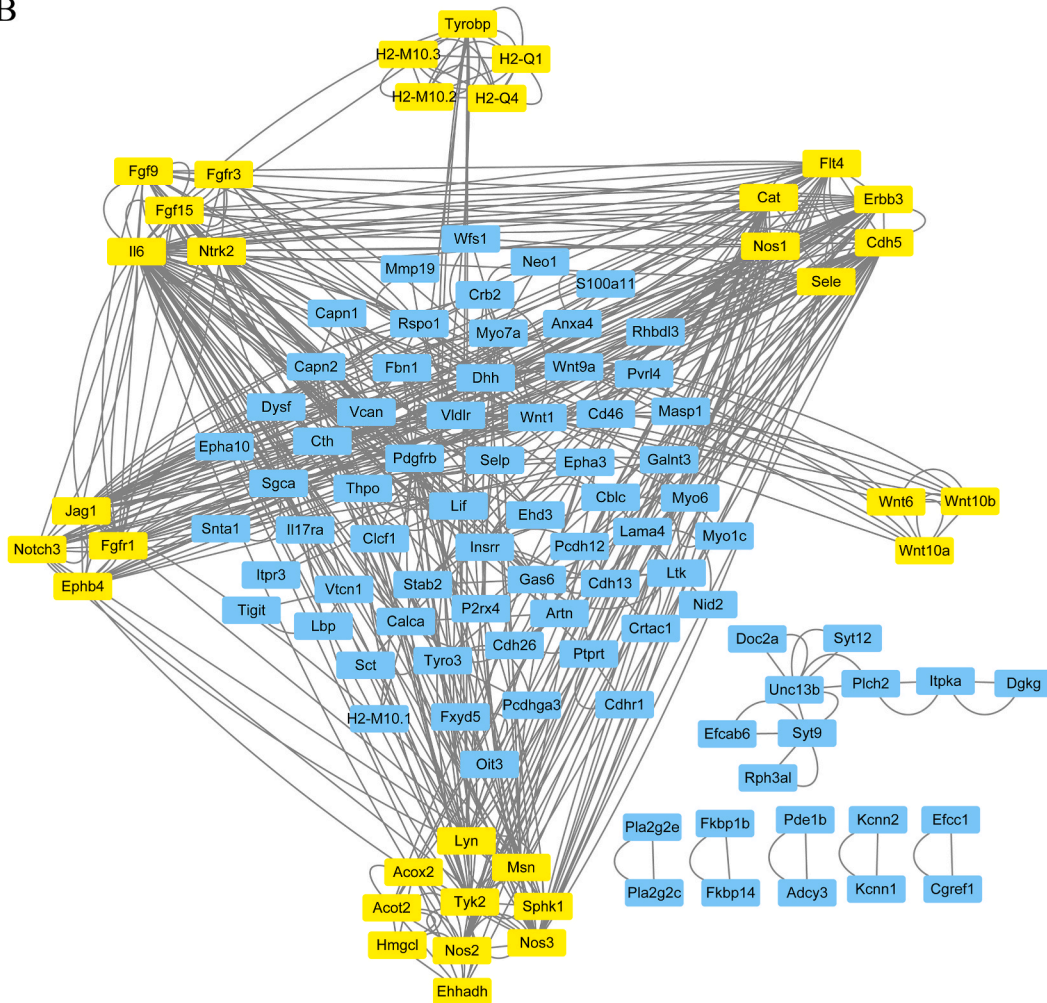 B
Tyrobp
H2-M10.3
H2-Q1
H2-M10.2
H2-Q4
Fgf9
Fgfr3
Fgf15
Il6
Ntrk2
Flt4
Cat
Erbb3
Nos1
Cdh5
Sele
Wfs1
Neo1
Mmp19
S100a11
Crb2
Capn1
Rspo1
Myo7a
Anxa4
Rhbdl3
Capn2
Fbn1
Dhh
Wnt9a
Pvrl4
Dysf
Vcan
Vldlr
Wnt1
Cd46
Masp1
Epha10
Cth
Pdgfrb
Selp
Epha3
Galnt3
Sgca
Thpo
Lif
Cblc
Myo6
Wnt6
Wnt10b
Wnt10a
Jag1
Notch3
Fgfr1
Ephb4
Snta1
Il17ra
Clcf1
Ehd3
Insrr
Pcdh12
Lama4
Myo1c
Itpr3
Vtcn1
Stab2
Gas6
Cdh13
Ltk
Tigit
Lbp
Calca
P2rx4
Artn
Crtac1
Nid2
Sct
Tyro3
Cdh26
Ptprt
H2-M10.1
Fxyd5
Pcdhga3
Cdhr1
Oit3
Doc2a
Syt12
Unc13b
Plch2
Itpka
Dgkg
Efcab6
Syt9
Rph3al
Pla2g2e
Fkbp1b
Pde1b
Kcnn2
Efcc1
Pla2g2c
Fkbp14
Adcy3
Kcnn1
Cgref1
Lyn
Acox2
Msn
Acot2
Tyk2
Sphk1
Hmgcl
Nos2
Nos3
Ehhadh